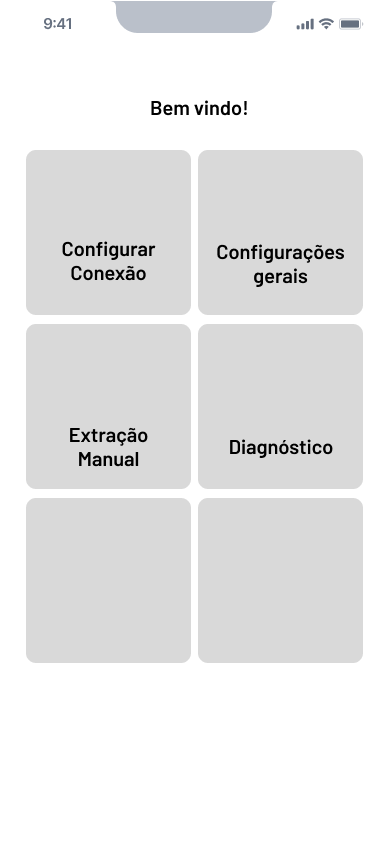 9:41
Bem vindo!
Configurar
Conexão
Configurações
gerais
Extração
Manual
Diagnóstico